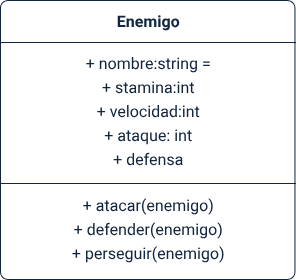 Enemigo
+ nombre:string =
+ stamina:int
+ velocidad:int
+ ataque: int
+ defensa
+ atacar(enemigo)
+ defender(enemigo)
+ perseguir(enemigo)